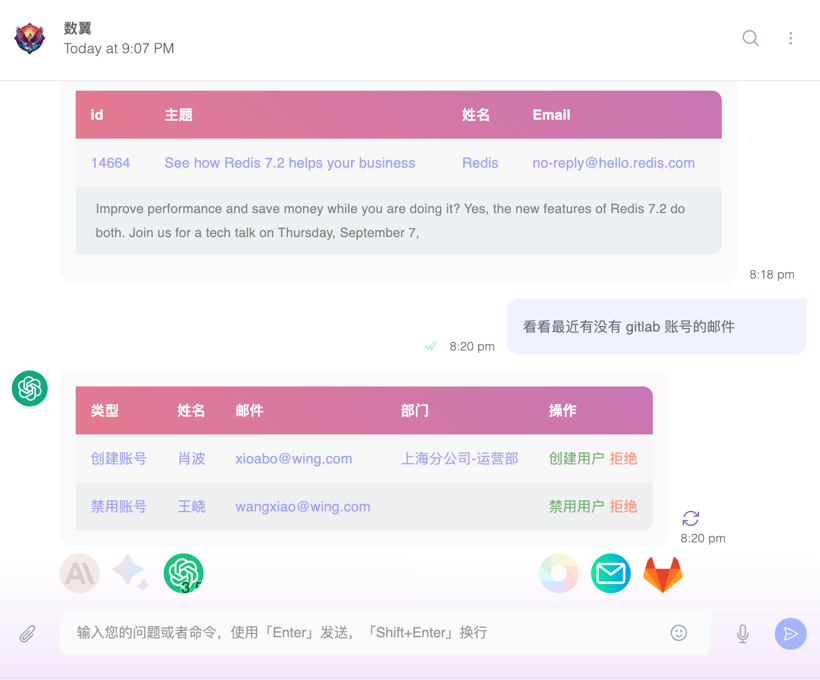 数翼
Today at 9:07 PM
id 主题 姓名 Email
14664 See how Redis 7.2 helps your business Redis no-reply@hello.redis.com
Improve performance and save money while you are doing it? Yes, the new features of Redis 7.2 do
both. Join us for a tech talk on Thursday, September 7,
8:18 pm
看看最近有没有 gitlab 账号的邮件
8:20 pm
类型 姓名 邮件 部门 操作
创建账号 肖波 xioabo@wing.com 上海分公司-运营部 创建用户 拒绝
禁用账号 王峣 wangxiao@wing.com 禁用用户 拒绝
8:20 pm
输入您的问题或者命令，使用「Enter」发送，「Shift+Enter」换行